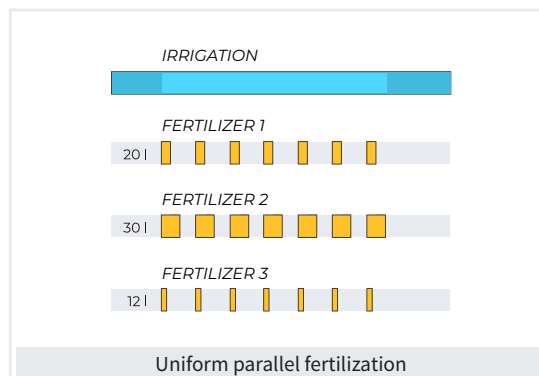 IRRIGATION
FERTILIZER 1
20 l
FERTILIZER 2
30 l
FERTILIZER 3
12 l
Uniform parallel fertilization